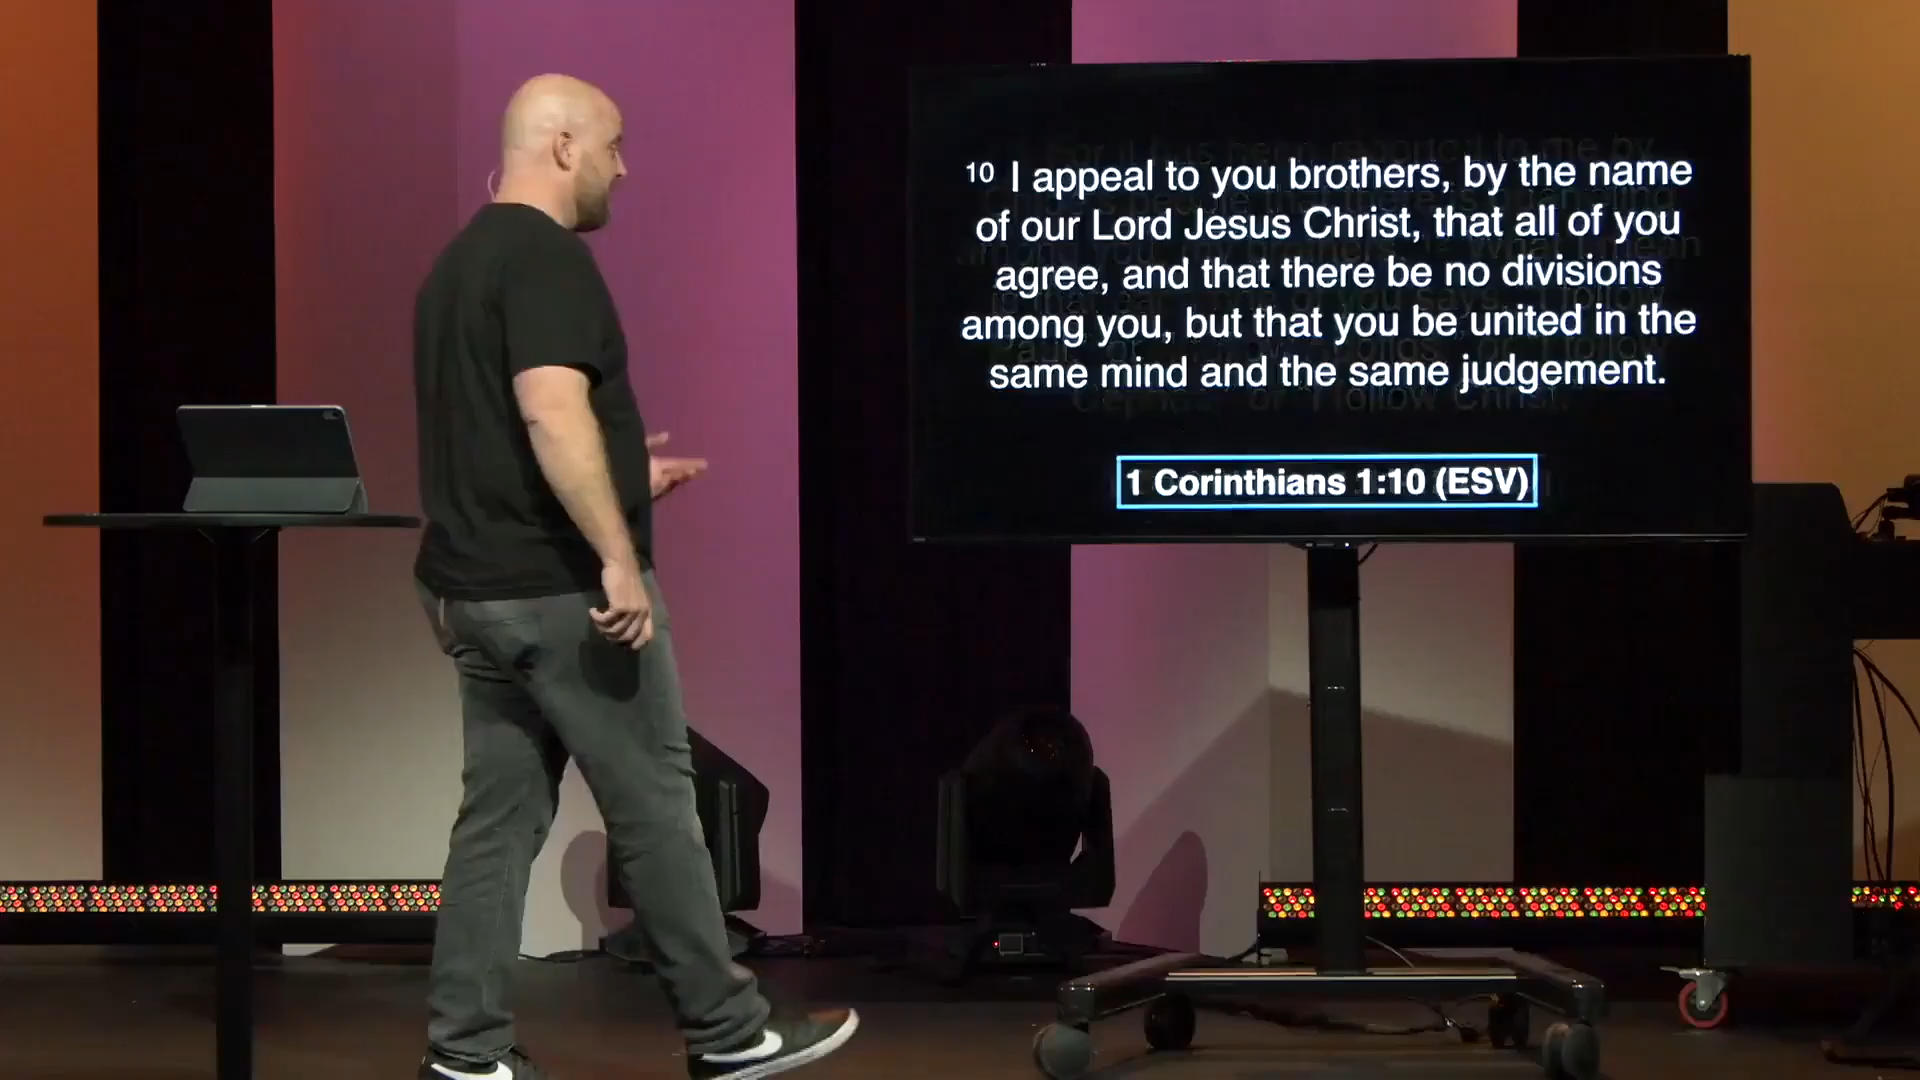 10 I appeal to you brothers, by the name
of our Lord Jesus Christ, that all of you
agree, and that there be no divisions
among you, but that you be united in the
same mind and the same judgement.
1 Corinthians 1:10 (ESV)